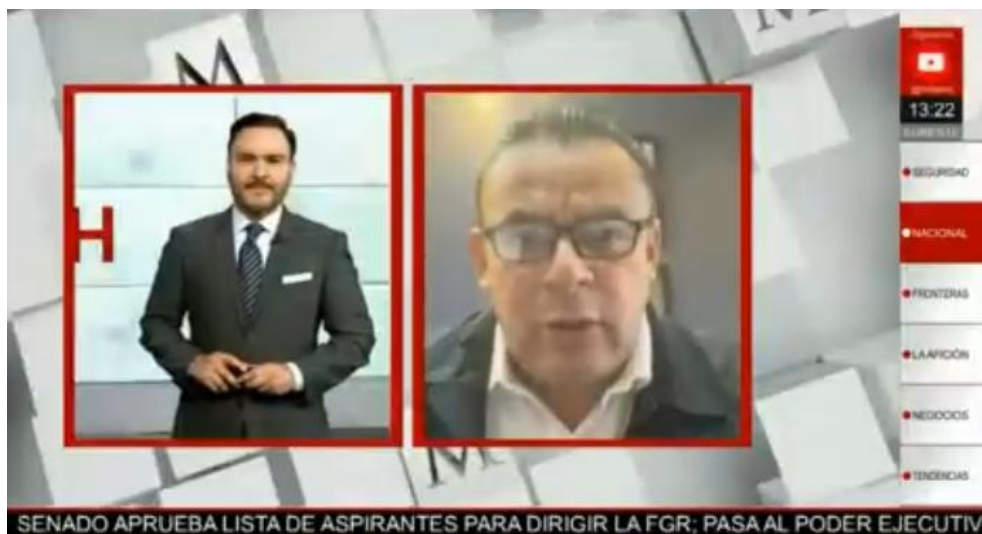 M
M
H
13:22
SEGURIDAD
NACIONAL
FRONTERAS
LA AFICIÓN
NEGOCIOS
TENDENCIAS
M
SENADO APRUEBA LISTA DE ASPIRANTES PARA DIRIGIR LA FGR; PASA AL PODER EJECUTIV